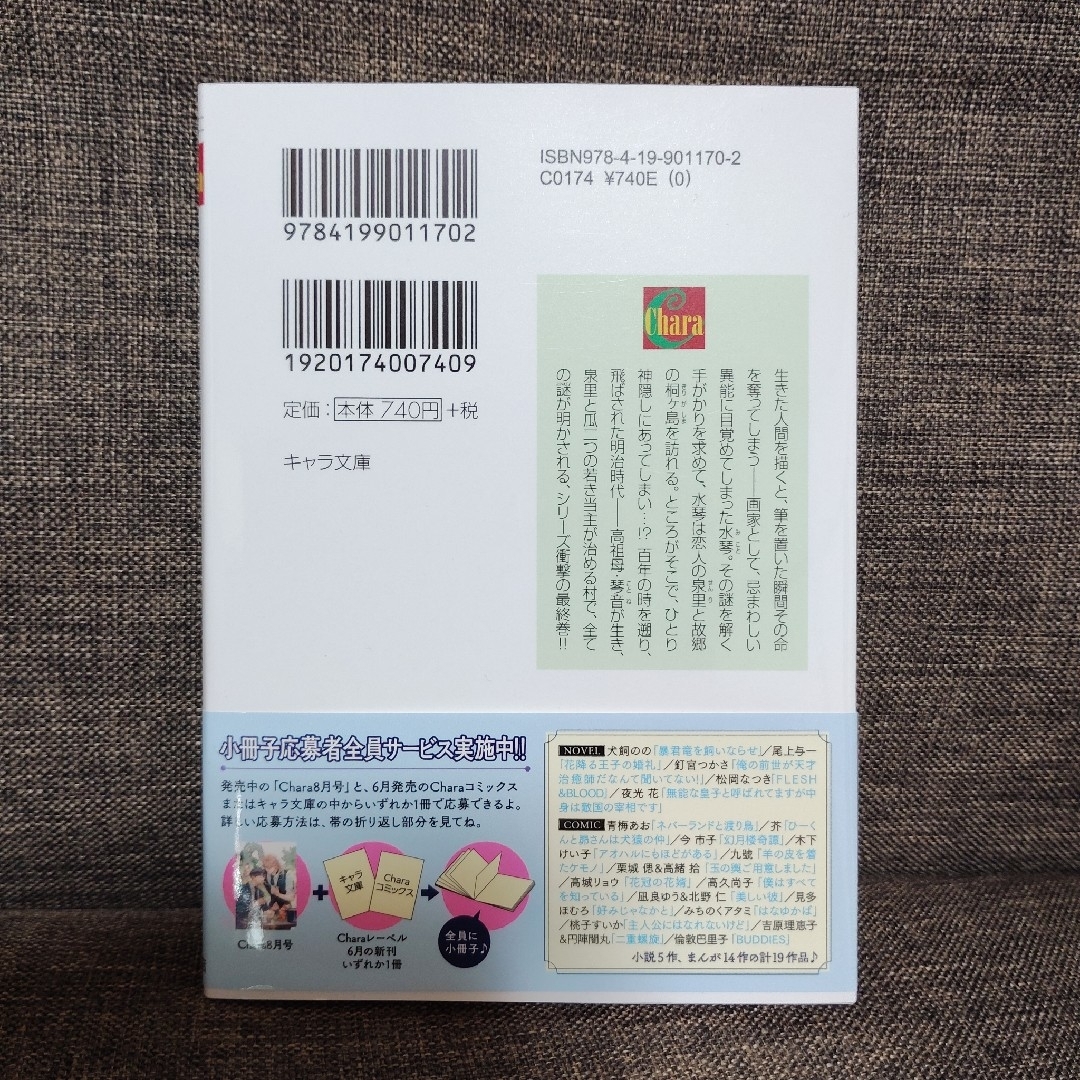 9784199011702
ISBN978-4-19-901170-2
C0174 ¥740E (0)
1920174007409
定価:本体 740円+税
キャラ文庫
Chara
生きた人間を描くと、筆を置いた瞬間その命
を奪ってしまう――画家として、忌まわしい
異能に目覚めてしまった水琴。その謎を解く
手がかりを求めて、水琴は恋人の泉里と故郷
の桐ヶ島を訪れる。ところがそこで、ひとり
神隠しにあってしまい…!? 百年の時を遡り、
飛ばされた明治時代――高祖母・琴音が生き、
泉里と瓜二つの若き当主が治める村で、全て
の謎が明かされる、シリーズ衝撃の最終巻!!
小冊子応募者全員サービス実施中!!
発売中の「Chara8月号」と、6月発売のCharaコミックス
またはキャラ文庫の中からいずれか1冊で応募できるよ。
詳しい応募方法は、帯の折り返し部分を見てね。
キャラ
文庫
Chara
コミックス
Chara8月号
Charaレーベル
6月の新刊
いずれか1冊
全員に
小冊子♪
NOVEL 犬飼のの「暴君竜を飼いならせ」/尾上与一
「花降る王子の婚礼」/釘宮つかさ「俺の前世が天才
治癒師だなんて聞いてない!」/松岡なつき「FLESH
&BLOOD」/夜光 花「無能な皇子と呼ばれてますが中
身は敵国の宰相です」
COMIC 青梅あお「ネバーランドと渡り鳥」/芥「ひーく
んと昴さんは犬猿の仲」/今 市子「幻月楼奇譚」/木下
けい子「アオハルにもほどがある」/九號「羊の皮を着
たケモノ」/栗城 偲&高緒 拾「玉の輿ご用意しました」
/高城リョウ「花冠の花婿」/高久尚子「僕はすべて
を知っている」/凪良ゆう&北野 仁「美しい彼」/見多
ほむろ「好みじゃなかと」/みちのくアタミ「はなゆかば」
/桃子すいか「主人公にはなれないけど」/吉原理恵子
&円陣闇丸「二重螺旋」/倫敦巴里子「BUDDIES」
小説5作、まんが14作の計19作品♪